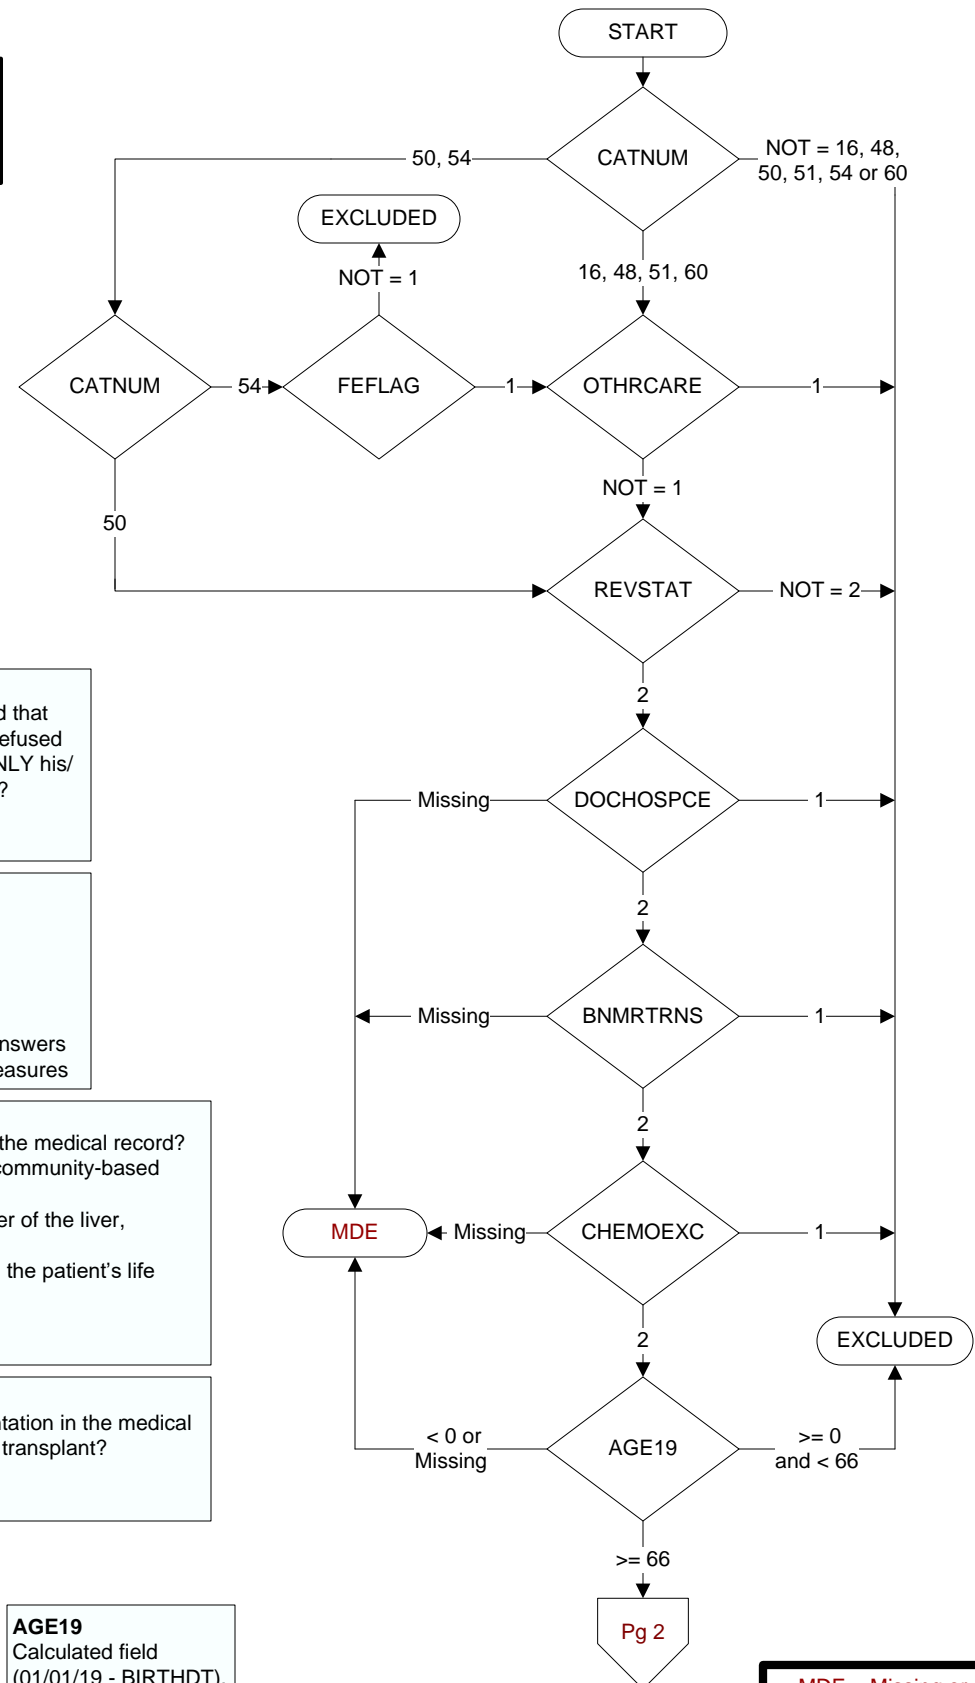 START
CATNUM
50, 54
NOT = 16, 48,
50, 51, 54 or 60
EXCLUDED
NOT = 1
16, 48, 51, 60
CATNUM
54
FEFLAG
1
OTHRCARE
1
NOT = 1
50
REVSTAT
NOT = 2
2
d that
efused
NLY his/
?
Missing
DOCHOSPCE
1
2
nswers
easures
Missing
BNMRTRNS
1
2
the medical record?
community-based
er of the liver,
the patient's life
MDE
Missing
CHEMOEXC
1
2
EXCLUDED
tation in the medical
transplant?
< 0 or
Missing
AGE19
>= 0
and < 66
>= 66
Pg 2
AGE19
Calculated field
(01/01/19 - BIRTHDT).